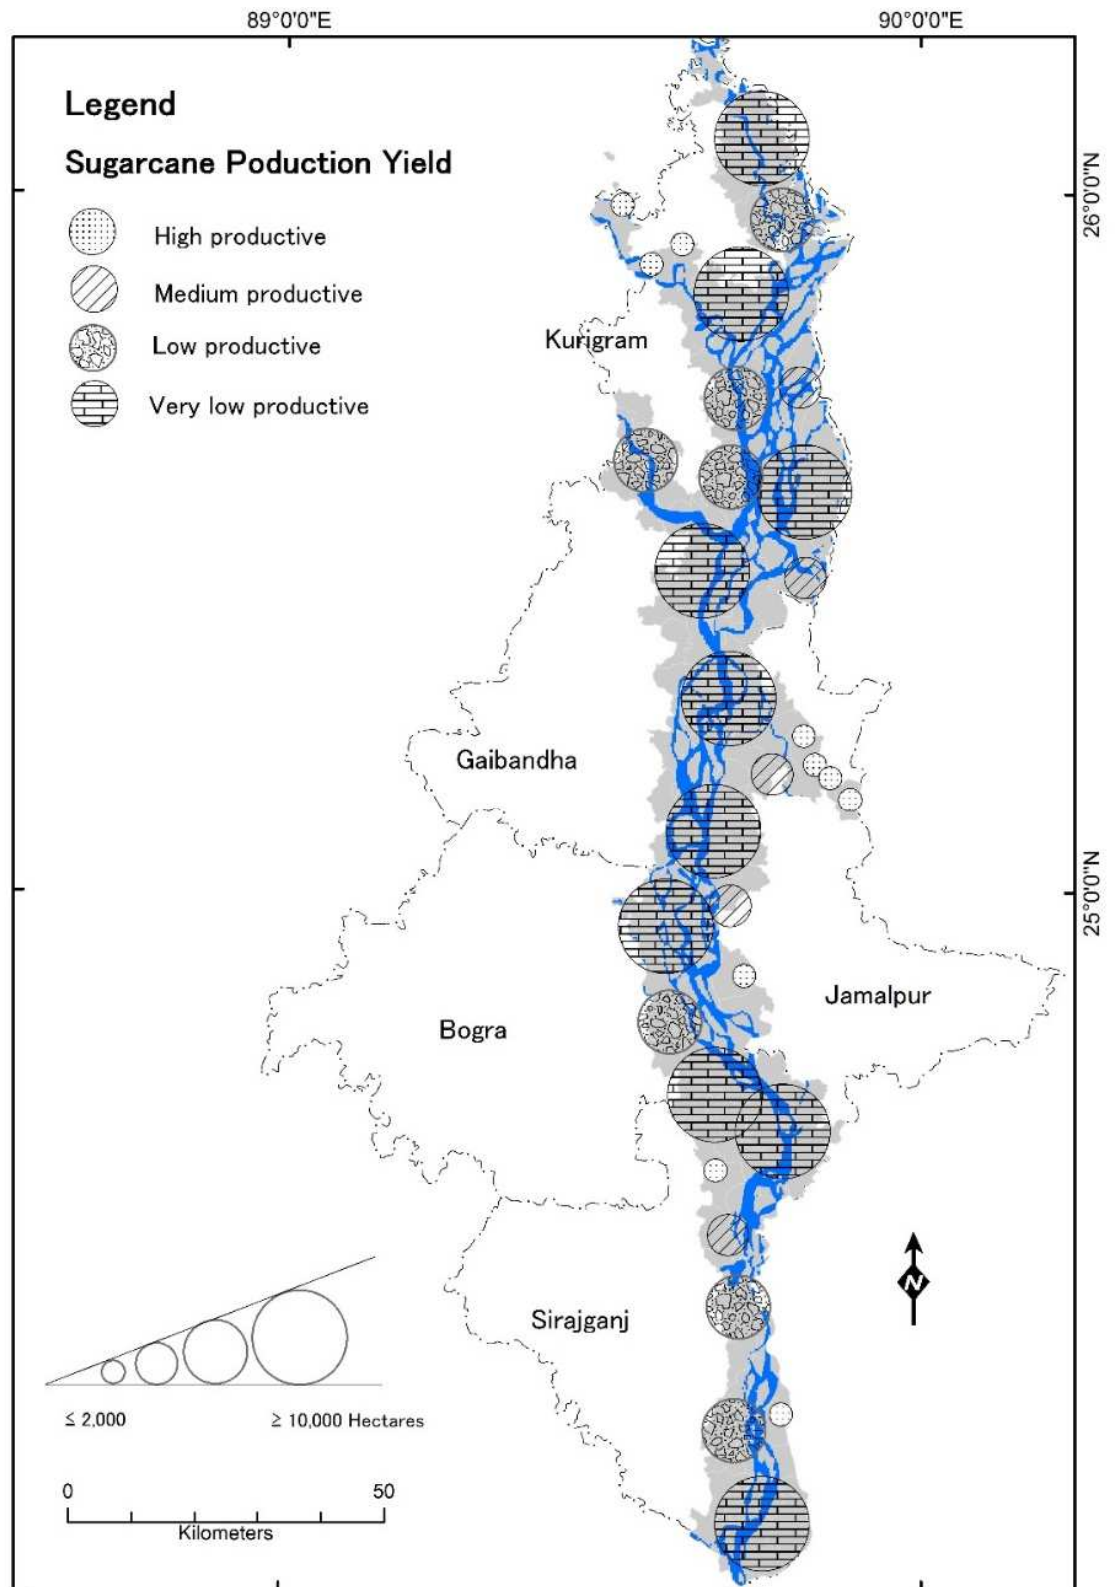 89°0'0"E
90°0'0"E
Legend
Sugarcane Poduction Yield
High productive
Medium productive
Low productive
Very low productive
26°0'0"N
Kurigram
Gaibandha
25°0'0"N
Jamalpur
Bogra
N
Sirajganj
≤ 2,000
≥ 10,000 Hectares
0
50
Kilometers